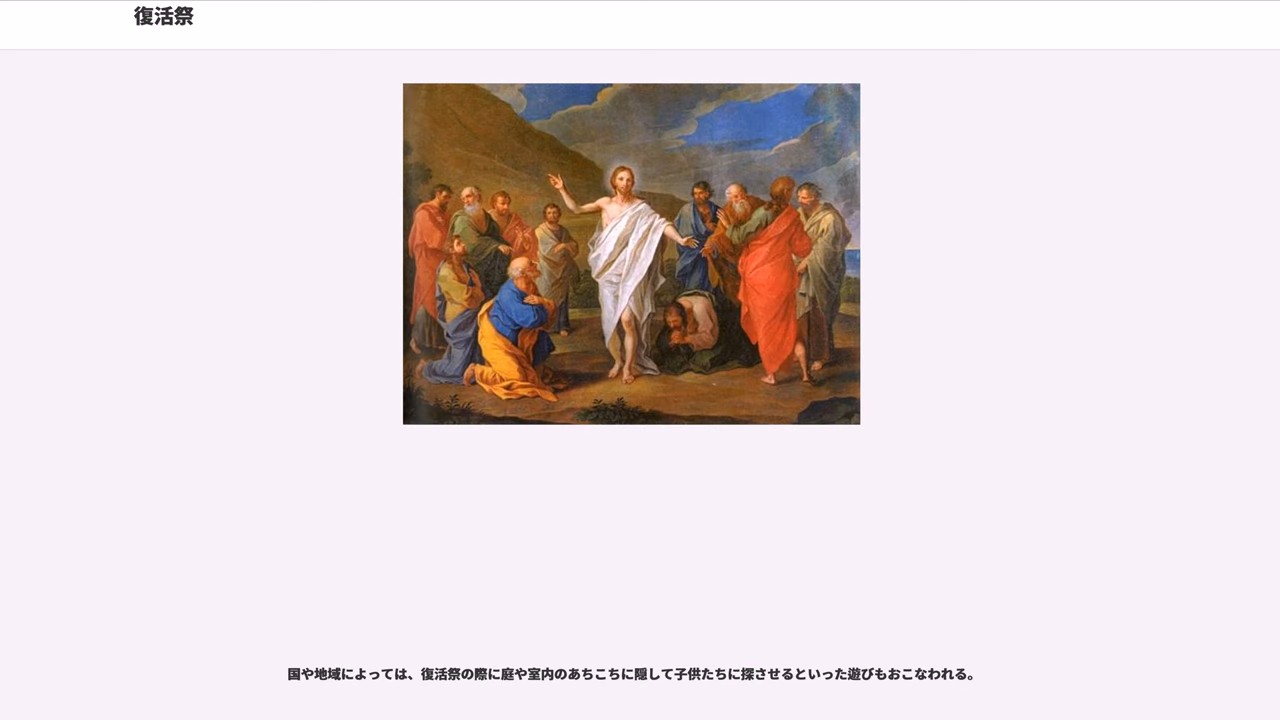 復活祭
国や地域によっては、復活祭の際に庭や室内のあちこちに隠して子供たちに探させるといった遊びもおこなわれる。